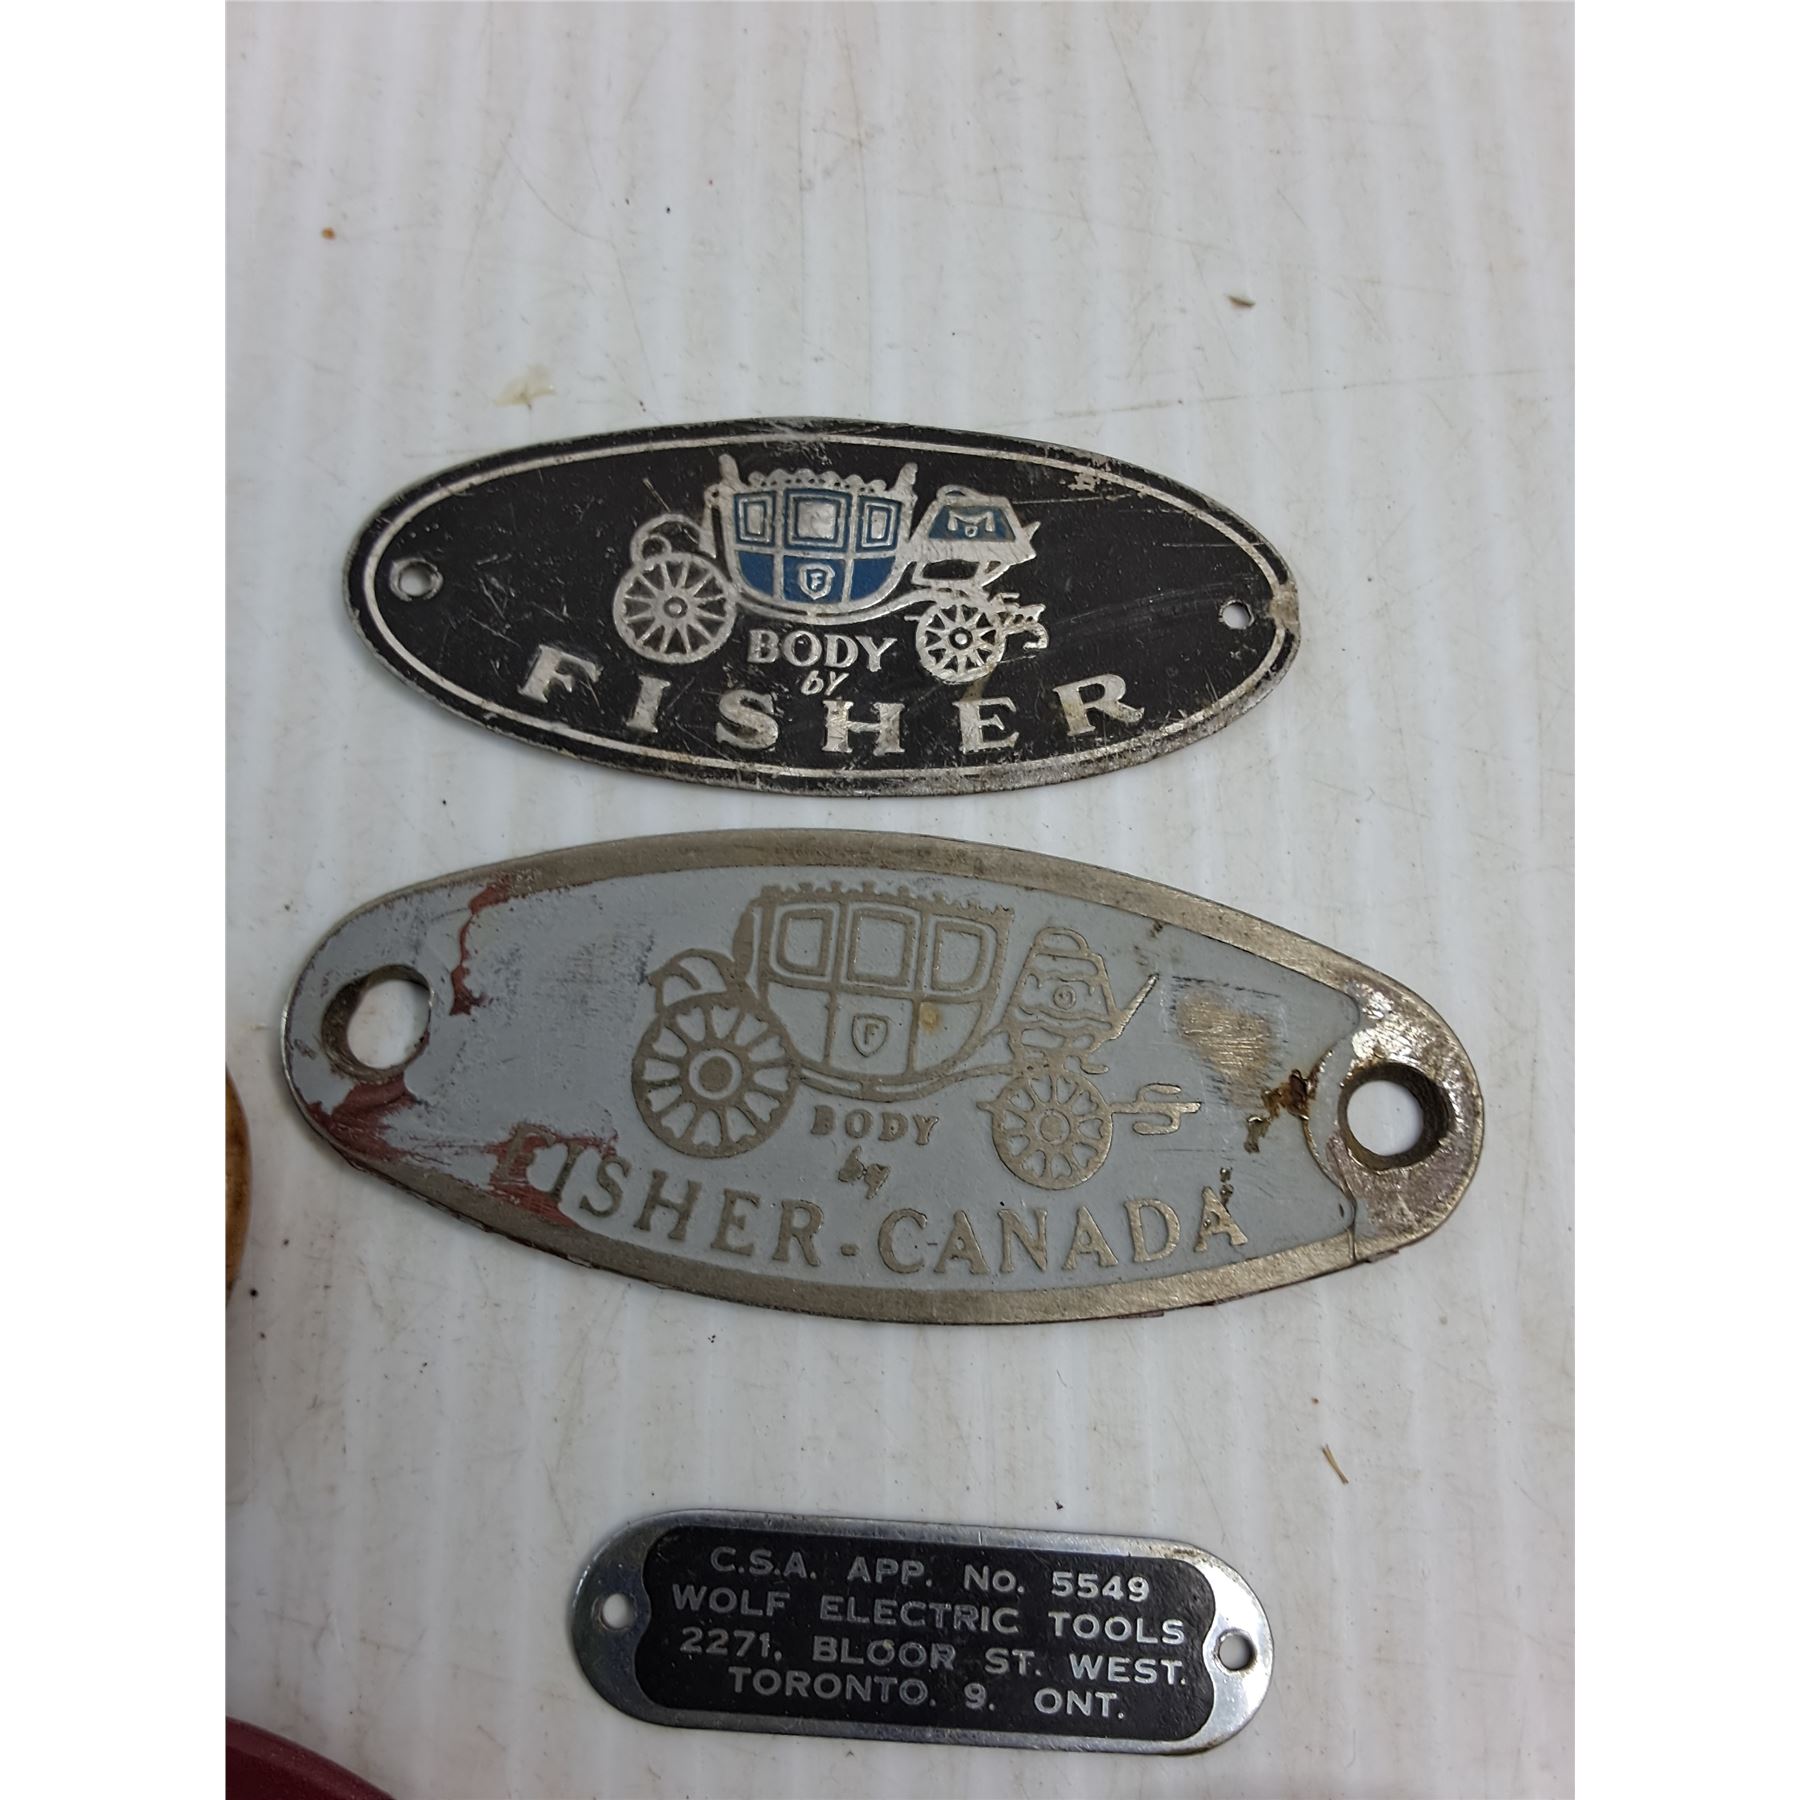 F
BODY
by
FISHER
F
BODY
by
FISHER-CANADA
C.S.A. APP. No. 5549
WOLF ELECTRIC TOOLS
2271, BLOOR ST. WEST.
TORONTO. 9. ONT.